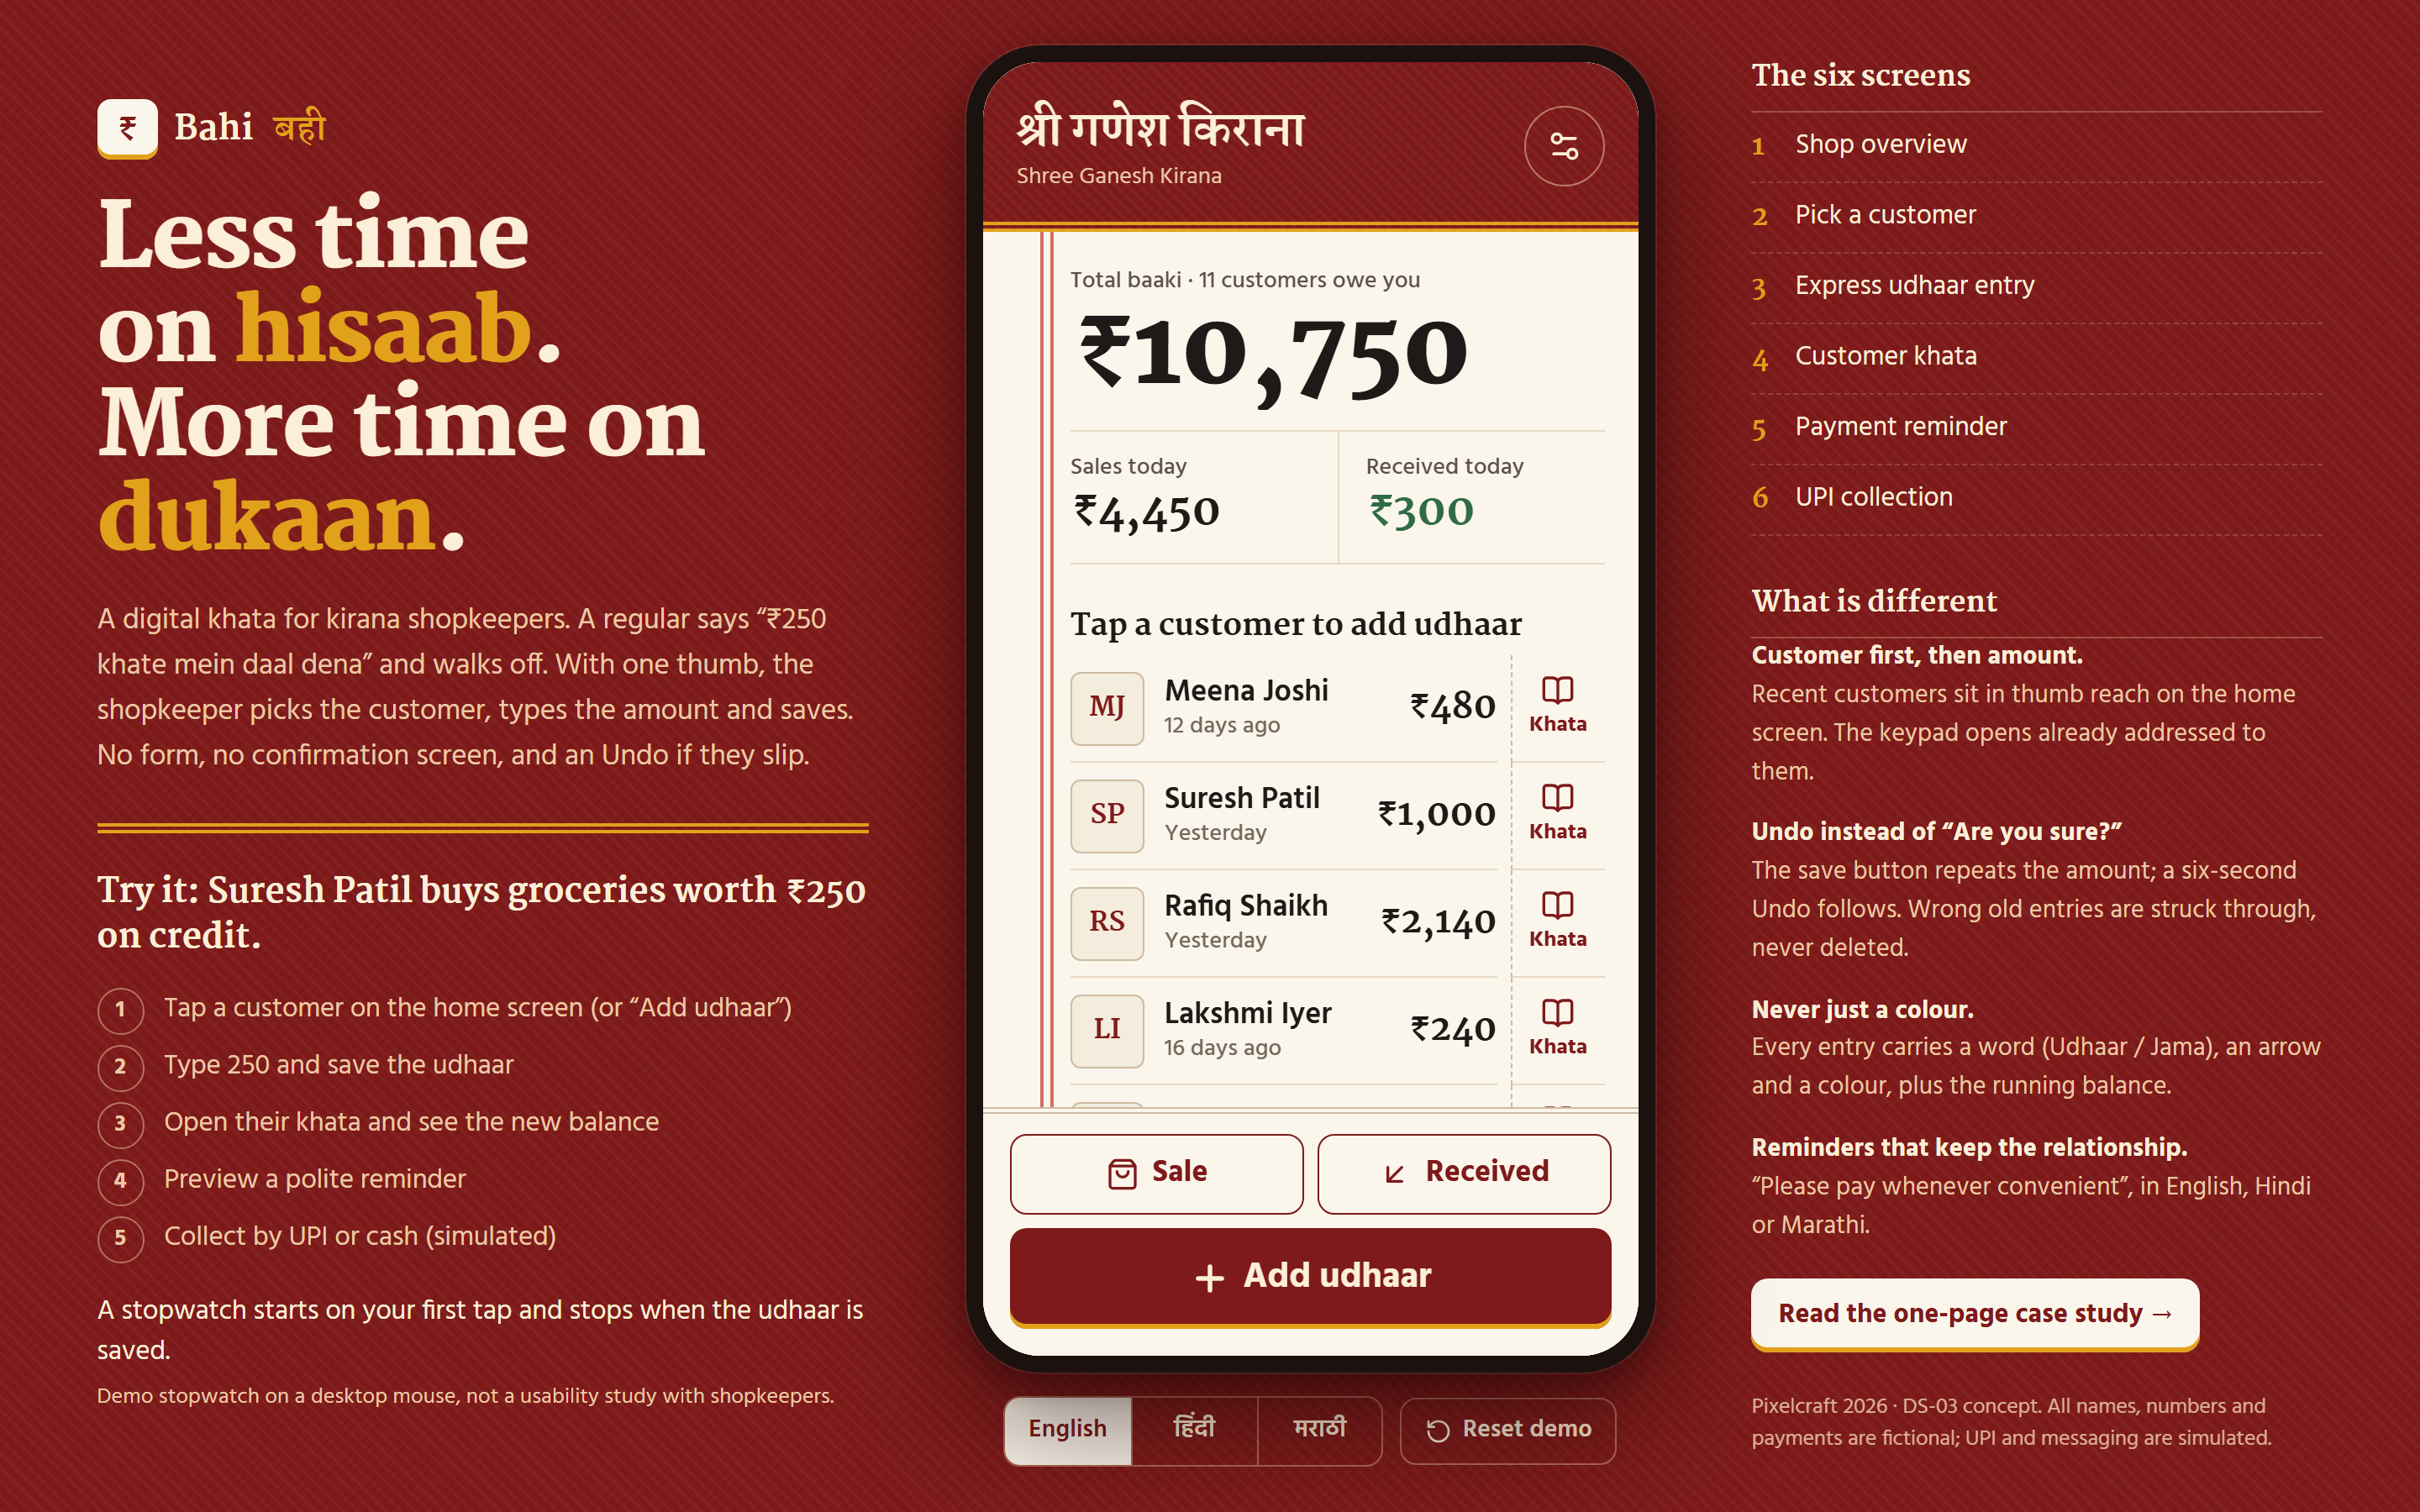 ₹ Bahi बही
Less time
on hisaab.
More time on
dukaan.
A digital khata for kirana shopkeepers. A regular says “₹250
khate mein daal dena” and walks off. With one thumb, the
shopkeeper picks the customer, types the amount and saves.
No form, no confirmation screen, and an Undo if they slip.
Try it: Suresh Patil buys groceries worth ₹250
on credit.
1 Tap a customer on the home screen (or “Add udhaar”)
2 Type 250 and save the udhaar
3 Open their khata and see the new balance
4 Preview a polite reminder
5 Collect by UPI or cash (simulated)
A stopwatch starts on your first tap and stops when the udhaar is
saved.
Demo stopwatch on a desktop mouse, not a usability study with shopkeepers.
श्री गणेश किराना
Shree Ganesh Kirana
Total baaki · 11 customers owe you
₹10,750
Sales today
₹4,450
Received today
₹300
Tap a customer to add udhaar
MJ
Meena Joshi
12 days ago
₹480
Khata
SP
Suresh Patil
Yesterday
₹1,000
Khata
RS
Rafiq Shaikh
Yesterday
₹2,140
Khata
LI
Lakshmi Iyer
16 days ago
₹240
Khata
Sale
Received
+ Add udhaar
English
हिंदी
मराठी
Reset demo
The six screens
1 Shop overview
2 Pick a customer
3 Express udhaar entry
4 Customer khata
5 Payment reminder
6 UPI collection
What is different
Customer first, then amount.
Recent customers sit in thumb reach on the home
screen. The keypad opens already addressed to
them.
Undo instead of “Are you sure?”
The save button repeats the amount; a six-second
Undo follows. Wrong old entries are struck through,
never deleted.
Never just a colour.
Every entry carries a word (Udhaar / Jama), an arrow
and a colour, plus the running balance.
Reminders that keep the relationship.
“Please pay whenever convenient”, in English, Hindi
or Marathi.
Read the one-page case study →
Pixelcraft 2026 · DS-03 concept. All names, numbers and
payments are fictional; UPI and messaging are simulated.